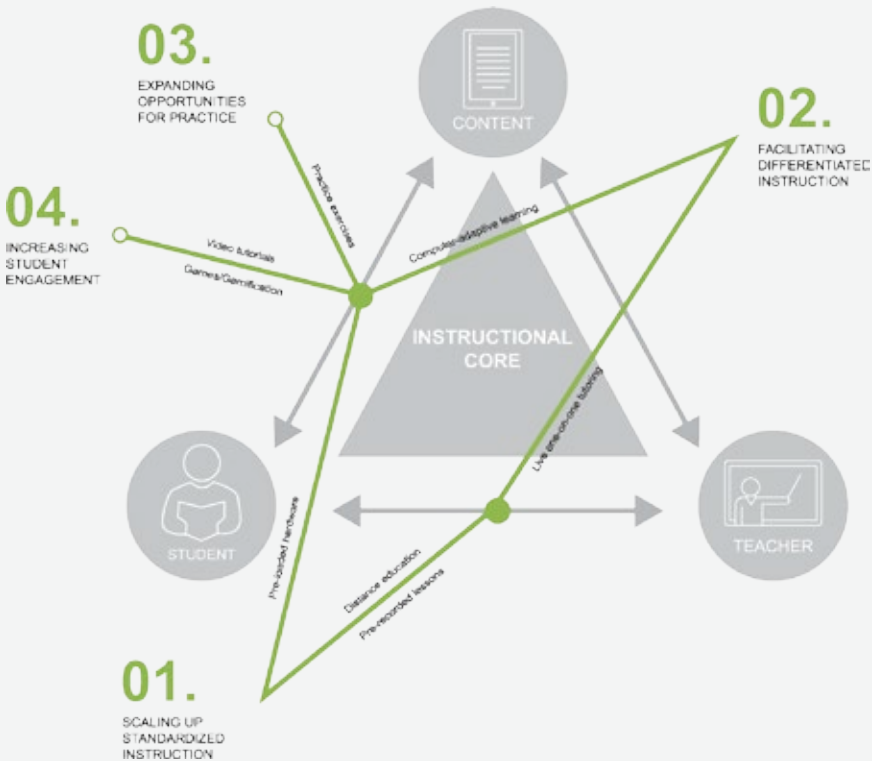 03.
EXPANDING
OPPORTUNITIES
FOR PRACTICE
CONTENT
02.
FACILITATING
DIFFERENTIATED
INSTRUCTION
Practice exercises
04.
INCREASING
STUDENT
ENGAGEMENT
Video tutorials
Games/Gamification
Computer-adaptive learning
INSTRUCTIONAL
CORE
Live one-on-one tutoring
STUDENT
TEACHER
Pre-loaded hardware
Distance education
Pre-recorded lessons
01.
SCALING UP
STANDARDIZED
INSTRUCTION